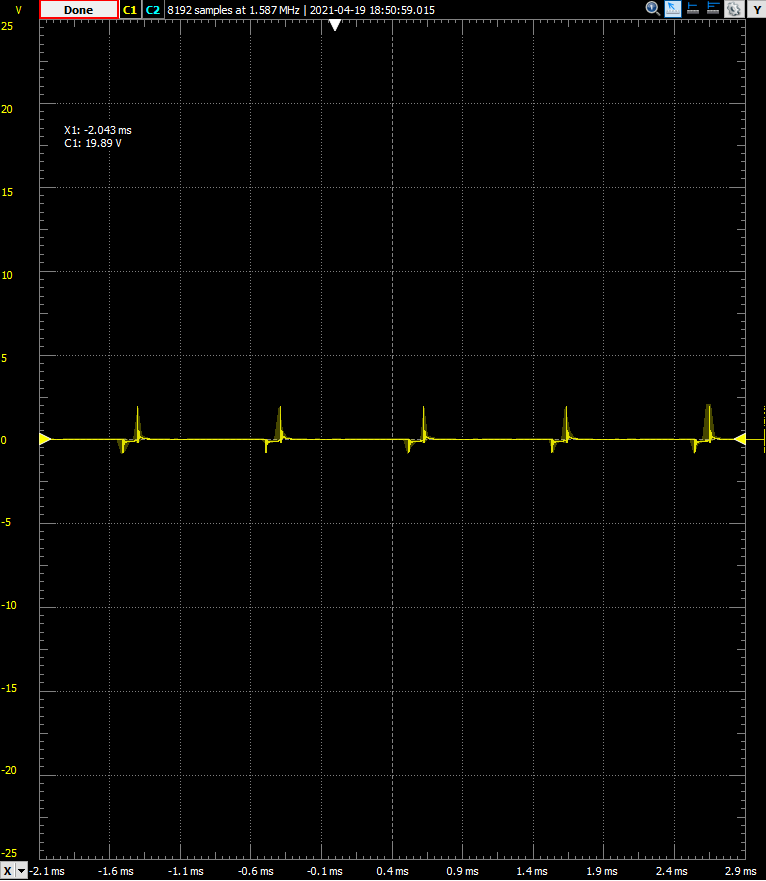 V Done C1 C2 8192 samples at 1.587 MHz | 2021-04-19 18:50:59.015 Y
25
20
X1: -2.043 ms
C1: 19.89 V
15
10
5
0
-5
-10
-15
-20
-25
X -2.1 ms -1.6 ms -1.1 ms -0.6 ms -0.1 ms 0.4 ms 0.9 ms 1.4 ms 1.9 ms 2.4 ms 2.9 ms